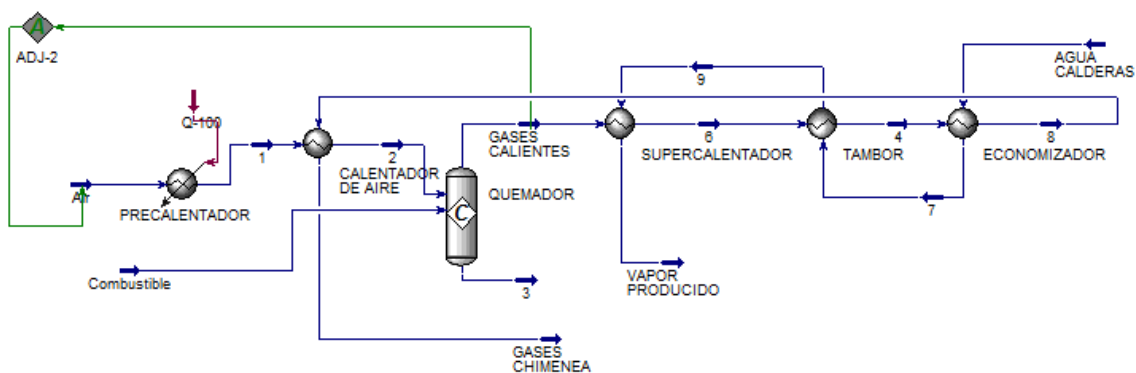 A
ADJ-2
9
AGUA
CALDERAS
Q-100
GASES
CALIENTES
1
2
6
4
8
CALENTADOR
DE AIRE
SUPERCALENTADOR
TAMBOR
ECONOMIZADOR
Air
PRECALENTADOR
QUEMADOR
C
7
Combustible
3
VAPOR
PRODUCIDO
GASES
CHIMENEA